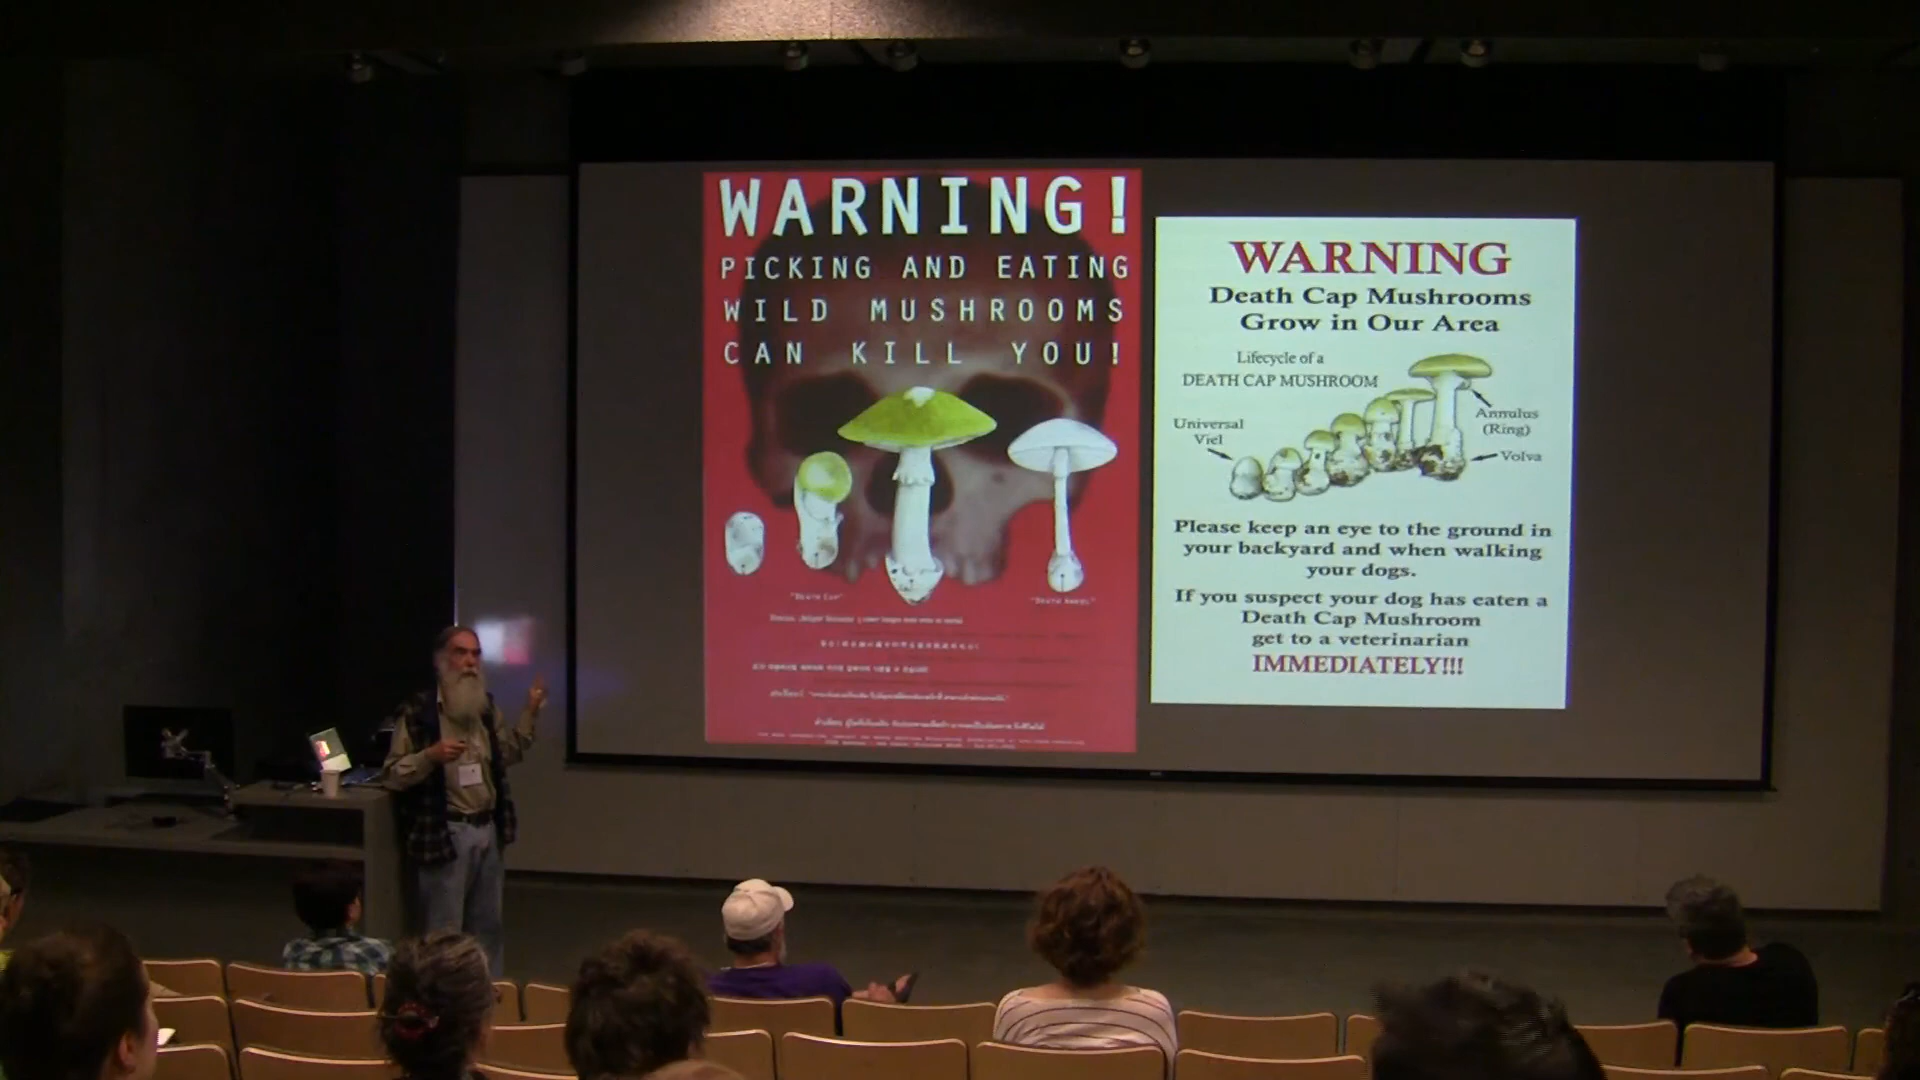 WARNING!
PICKING AND EATING
WILD MUSHROOMS
CAN KILL YOU!
"DEATH CAP"
WARNING
Death Cap Mushrooms
Grow in Our Area
Lifecycle of a
DEATH CAP MUSHROOM
Universal
Viel
Annulus
(Ring)
Volva
Please keep an eye to the ground in
your backyard and when walking
your dogs.
If you suspect your dog has eaten a
Death Cap Mushroom
get to a veterinarian
IMMEDIATELY!!!